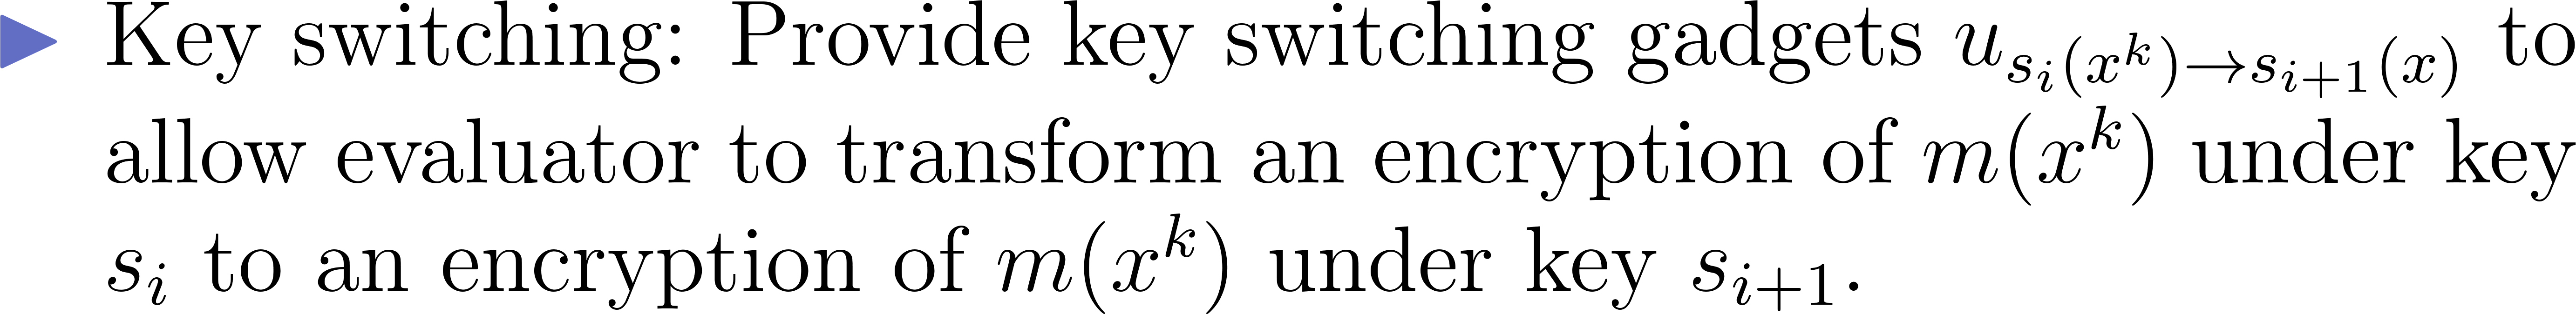 ▶ Key switching: Provide key switching gadgets $u_{s_i(x^k) \to s_{i+1}(x)}$ to
allow evaluator to transform an encryption of $m(x^k)$ under key
$s_i$ to an encryption of $m(x^k)$ under key $s_{i+1}$.